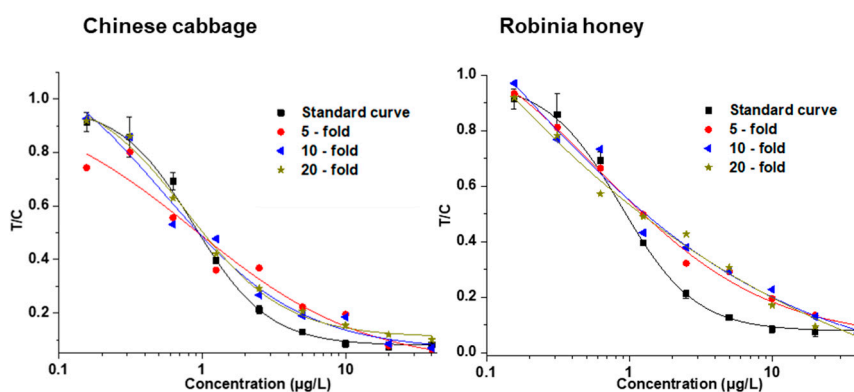 Chinese cabbage
Robinia honey
T/C
1.0
0.8
0.6
0.4
0.2
0.1
1
10
Concentration (µg/L)
Standard curve
5 - fold
10 - fold
20 - fold
T/C
1.0
0.8
0.6
0.4
0.2
0.0
0.1
1
10
Concentration (µg/L)
Standard curve
5 - fold
10 - fold
20 - fold